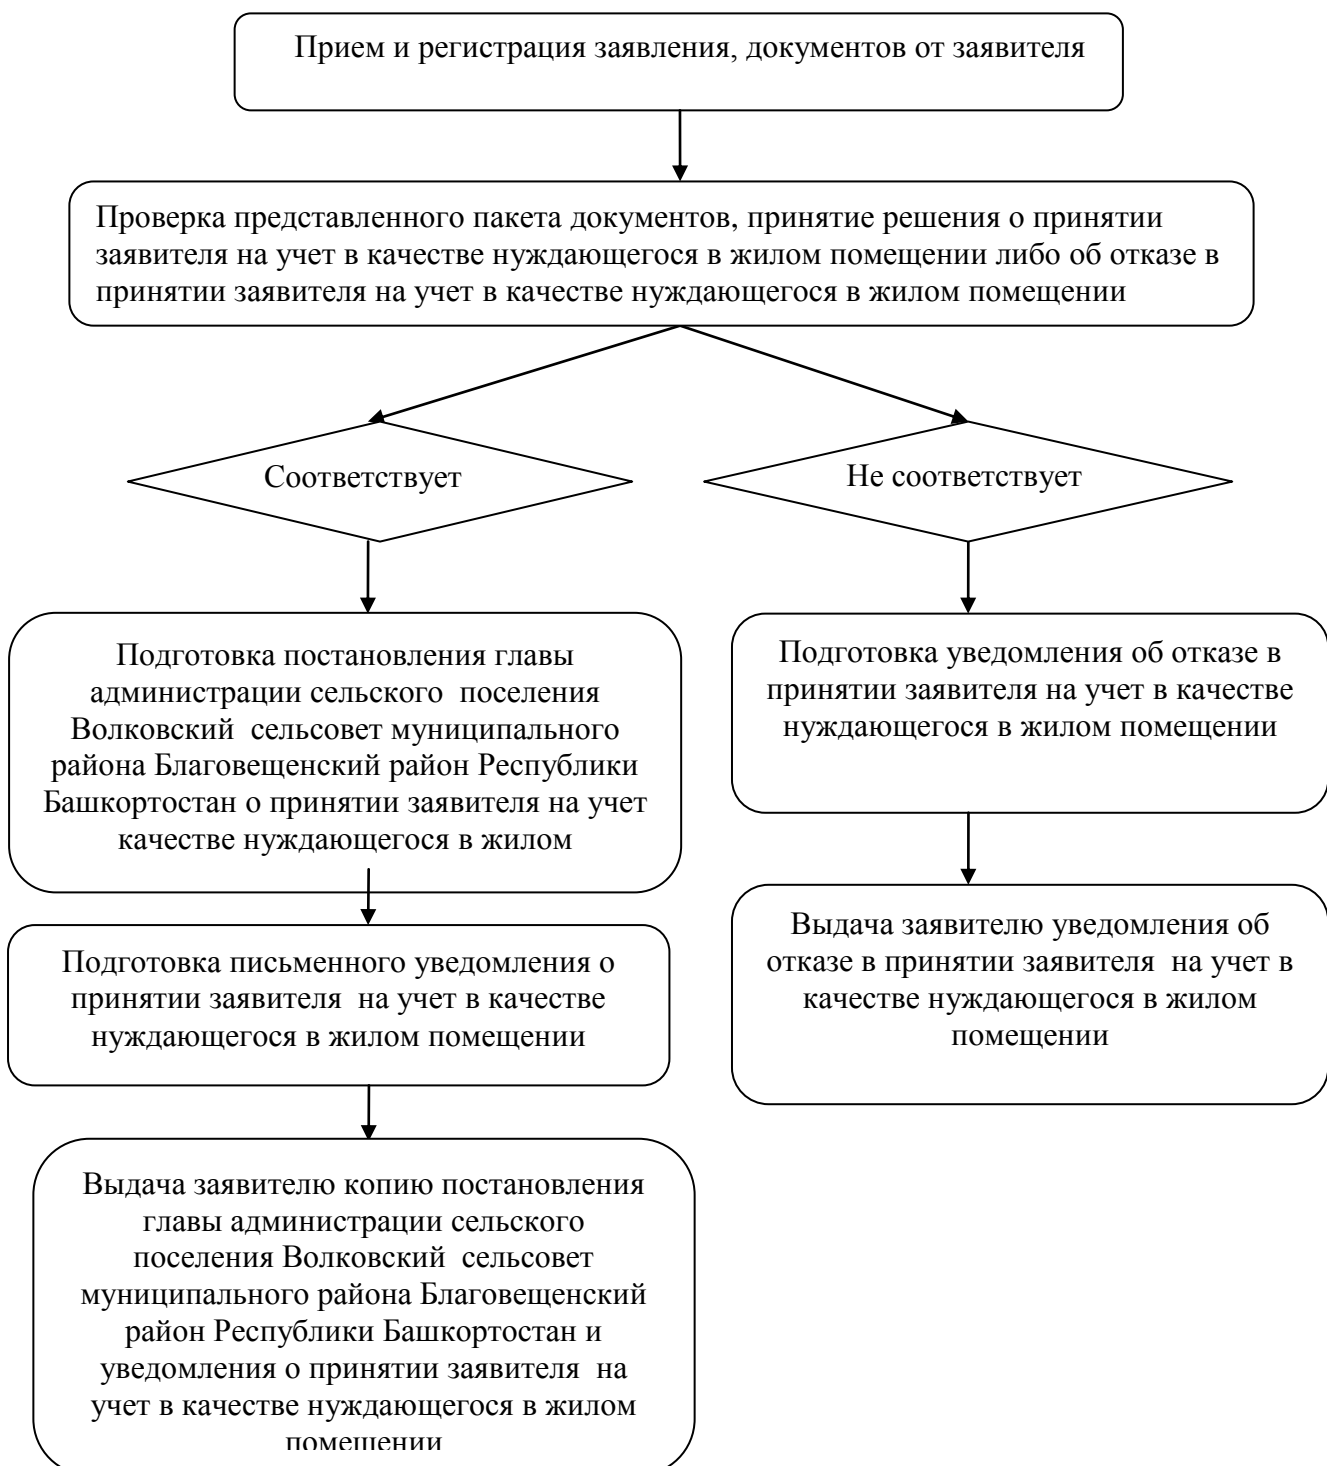 Прием и регистрация заявления, документов от заявителя
Проверка представленного пакета документов, принятие решения о принятии
заявителя на учет в качестве нуждающегося в жилом помещении либо об отказе в
принятии заявителя на учет в качестве нуждающегося в жилом помещении
Соответствует
Не соответствует
Подготовка постановления главы
администрации сельского поселения
Волковский сельсовет муниципального
района Благовещенский район Республики
Башкортостан о принятии заявителя на учет
качестве нуждающегося в жилом
Подготовка уведомления об отказе в
принятии заявителя на учет в качестве
нуждающегося в жилом помещении
Подготовка письменного уведомления о
принятии заявителя на учет в качестве
нуждающегося в жилом помещении
Выдача заявителю уведомления об
отказе в принятии заявителя на учет в
качестве нуждающегося в жилом
помещении
Выдача заявителю копию постановления
главы администрации сельского
поселения Волковский сельсовет
муниципального района Благовещенский
район Республики Башкортостан и
уведомления о принятии заявителя на
учет в качестве нуждающегося в жилом
помещении